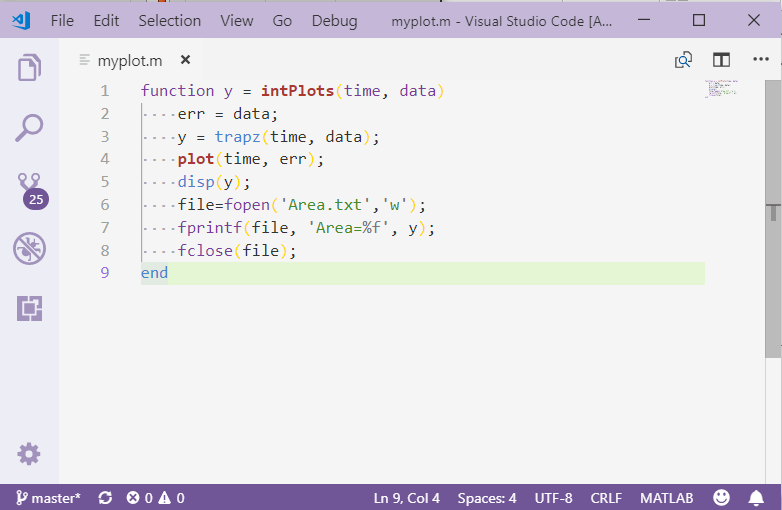 File Edit Selection View Go Debug myplot.m - Visual Studio Code [A...
myplot.m
1 function y = intPlots(time, data)
2 ····err = data;
3 ····y = trapz(time, data);
4 ····plot(time, err);
5 ····disp(y);
6 ····file=fopen('Area.txt','w');
7 ····fprintf(file, 'Area=%f', y);
8 ····fclose(file);
9 end
25
master* 0 0 Ln 9, Col 4 Spaces: 4 UTF-8 CRLF MATLAB